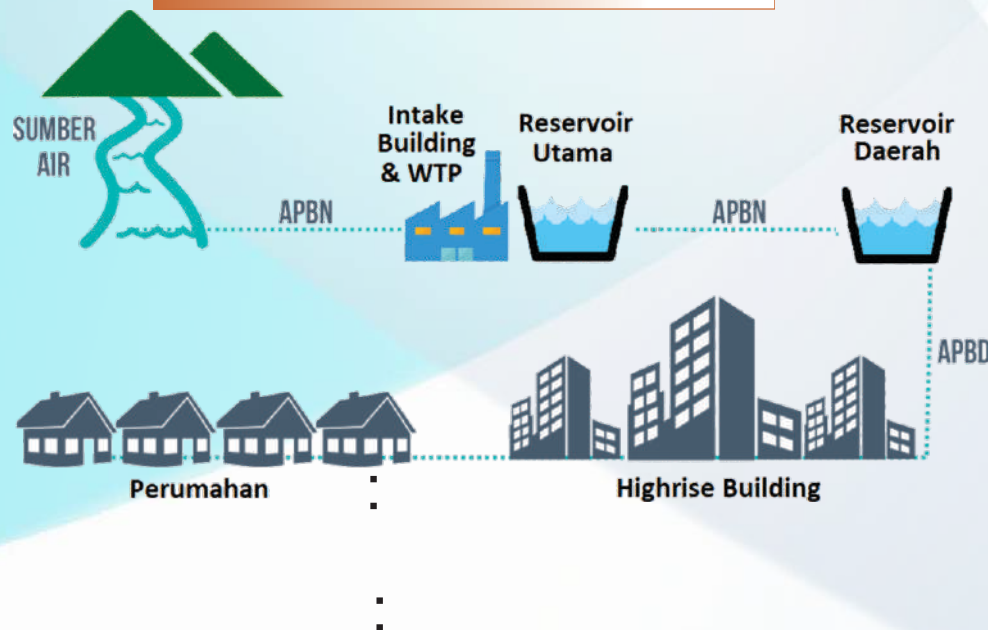 SUMBER
AIR
APBN
Intake
Building
& WTP
Reservoir
Utama
APBN
Reservoir
Daerah
APBD
Perumahan
Highrise Building